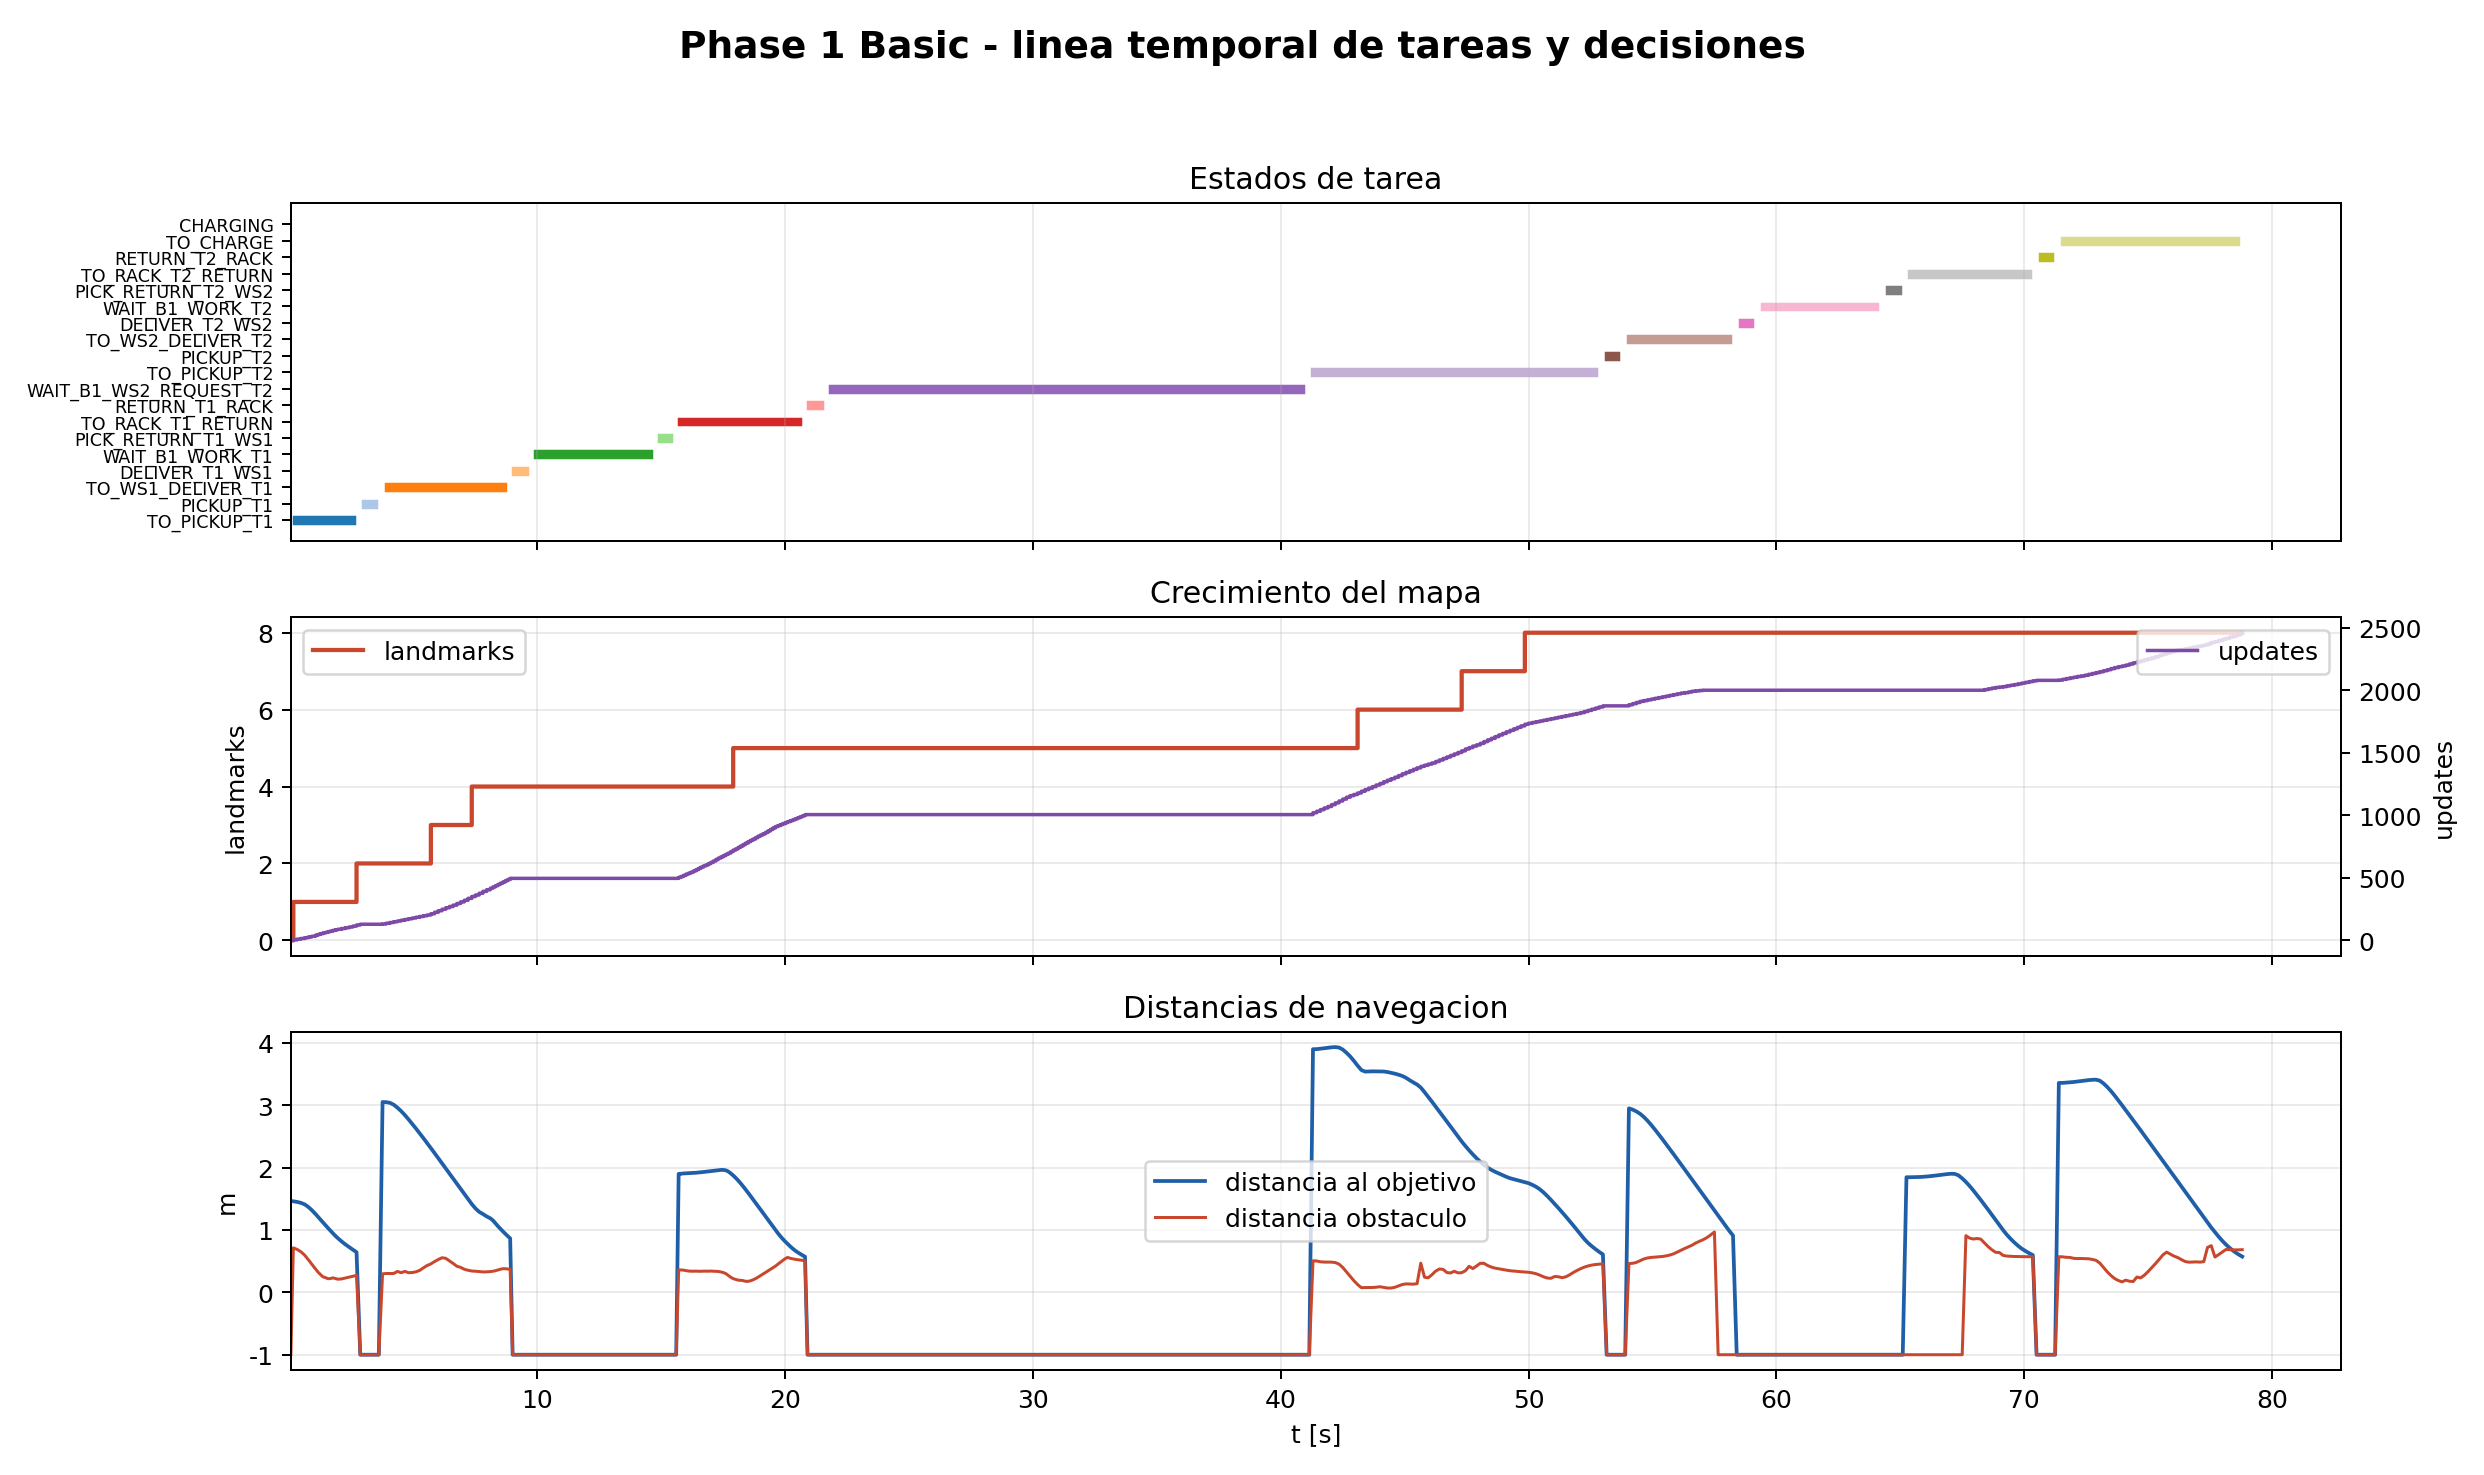 Phase 1 Basic - linea temporal de tareas y decisiones
Estados de tarea
CHARGING
TO_CHARGE
RETURN_T2_RACK
TO_RACK_T2_RETURN
PICK_RETURN_T2_WS2
WAIT_B1_WORK_T2
DELIVER_T2_WS2
TO_WS2_DELIVER_T2
PICKUP_T2
TO_PICKUP_T2
WAIT_B1_WS2_REQUEST_T2
RETURN_T1_RACK
TO_RACK_T1_RETURN
PICK_RETURN_T1_WS1
WAIT_B1_WORK_T1
DELIVER_T1_WS1
TO_WS1_DELIVER_T1
PICKUP_T1
TO_PICKUP_T1
Crecimiento del mapa
landmarks
updates
8
6
4
2
0
landmarks
2500
2000
1500
1000
500
0
updates
Distancias de navegacion
4
3
2
1
0
-1
m
distancia al objetivo
distancia obstaculo
10 20 30 40 50 60 70 80
t [s]